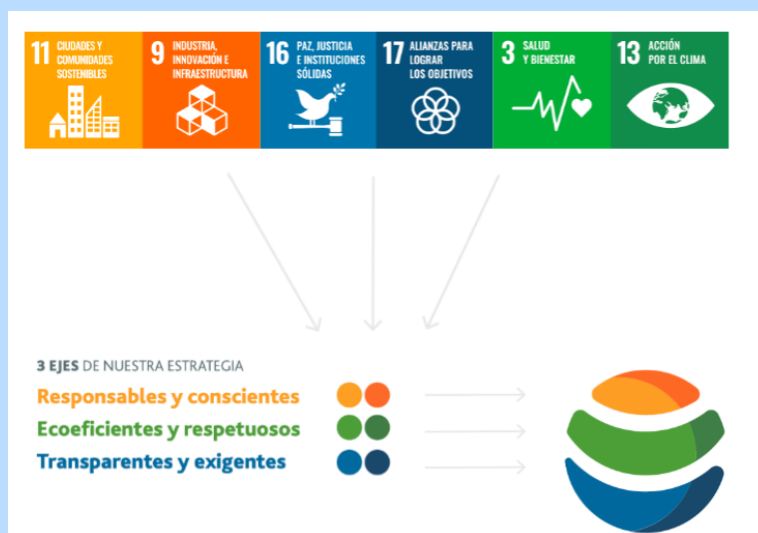 11 CIUDADES Y
COMUNIDADES
SOSTENIBLES
9 INDUSTRIA,
INNOVACIÓN E
INFRAESTRUCTURA
16 PAZ, JUSTICIA
E INSTITUCIONES
SÓLIDAS
17 ALIANZAS PARA
LOGRAR
LOS OBJETIVOS
3 SALUD
Y BIENESTAR
13 ACCIÓN
POR EL CLIMA
3 EJES DE NUESTRA ESTRATEGIA
Responsables y conscientes
Ecoeficientes y respetuosos
Transparentes y exigentes